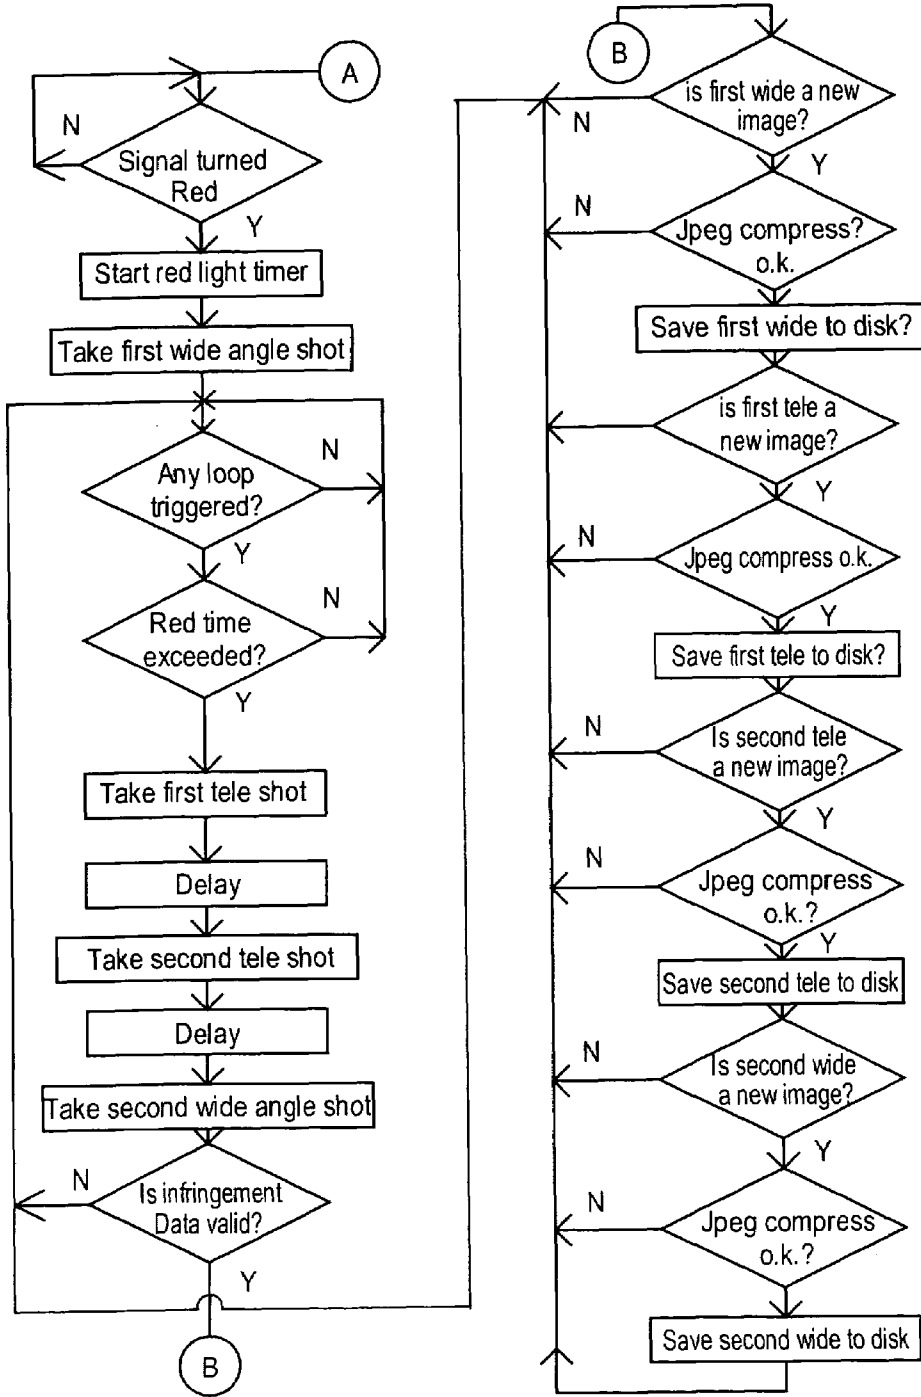 A
N
Signal turned
Red
Y
Start red light timer
Take first wide angle shot
N
Any loop
triggered?
Y
N
Red time
exceeded?
Y
Take first tele shot
Delay
Take second tele shot
Delay
Take second wide angle shot
N
Is infringement
Data valid?
Y
B
B
is first wide a new
image?
N
Y
N
Jpeg compress?
o.k.
Save first wide to disk?
is first tele a
new image?
Y
N
Jpeg compress o.k.
Y
Save first tele to disk?
N
Is second tele
a new image?
Y
N
Jpeg compress
o.k.?
Y
Save second tele to disk
N
Is second wide
a new image?
Y
N
Jpeg compress
o.k.?
Save second wide to disk